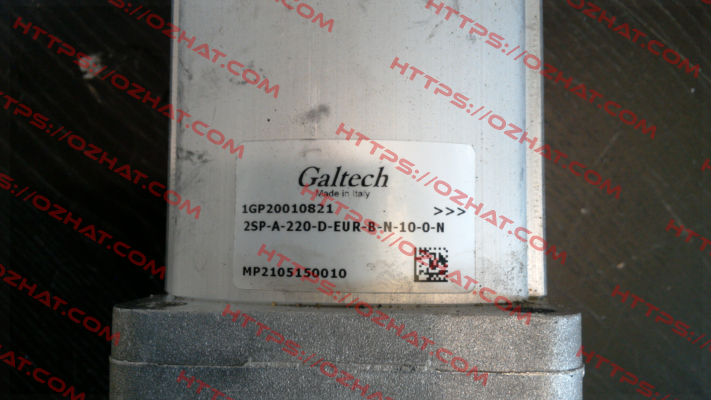 Galtech
Made in Italy
1GP20010821 >>>
2SP-A-220-D-EUR-B-N-10-0-N
MP2105150010
HTTPS://OZHAT.COM